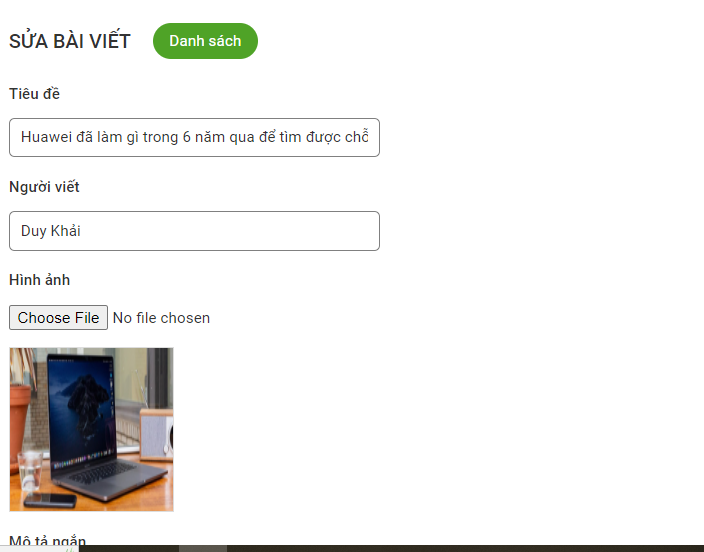 SỬA BÀI VIẾT Danh sách
Tiêu đề
Huawei đã làm gì trong 6 năm qua để tìm được chỗ
Người viết
Duy Khải
Hình ảnh
Choose File No file chosen
Mô tả ngắn